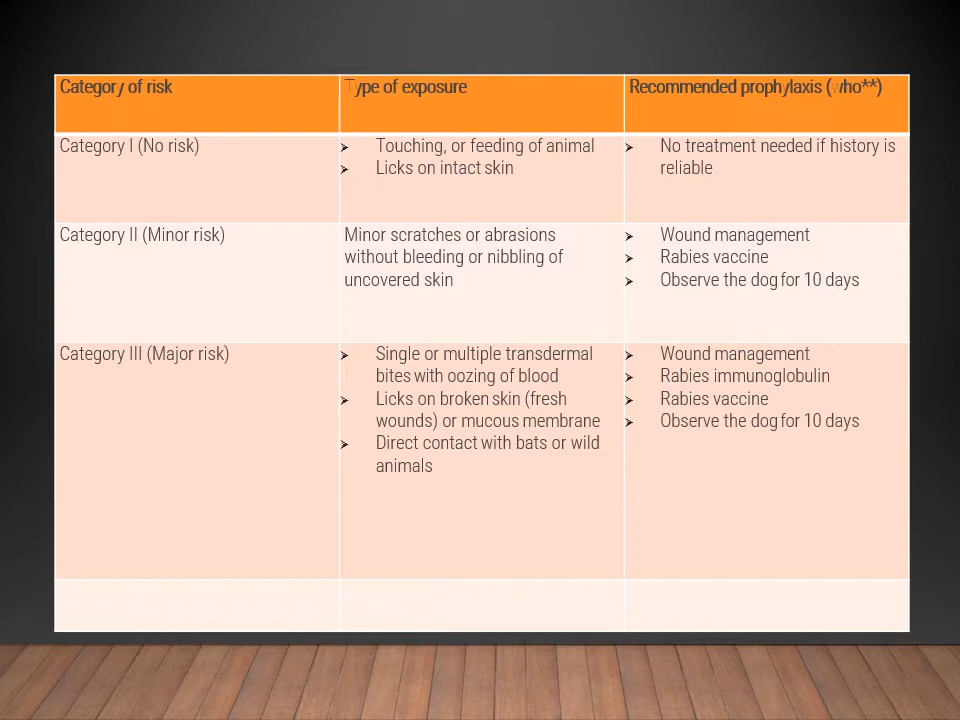 Category of risk
Type of exposure
Recommended prophylaxis (who**)
Category I (No risk)
➢ Touching, or feeding of animal
➢ Licks on intact skin
➢ No treatment needed if history is
reliable
Category II (Minor risk)
Minor scratches or abrasions
without bleeding or nibbling of
uncovered skin
➢ Wound management
➢ Rabies vaccine
➢ Observe the dog for 10 days
Category III (Major risk)
➢ Single or multiple transdermal
bites with oozing of blood
➢ Licks on broken skin (fresh
wounds) or mucous membrane
➢ Direct contact with bats or wild
animals
➢ Wound management
➢ Rabies immunoglobulin
➢ Rabies vaccine
➢ Observe the dog for 10 days